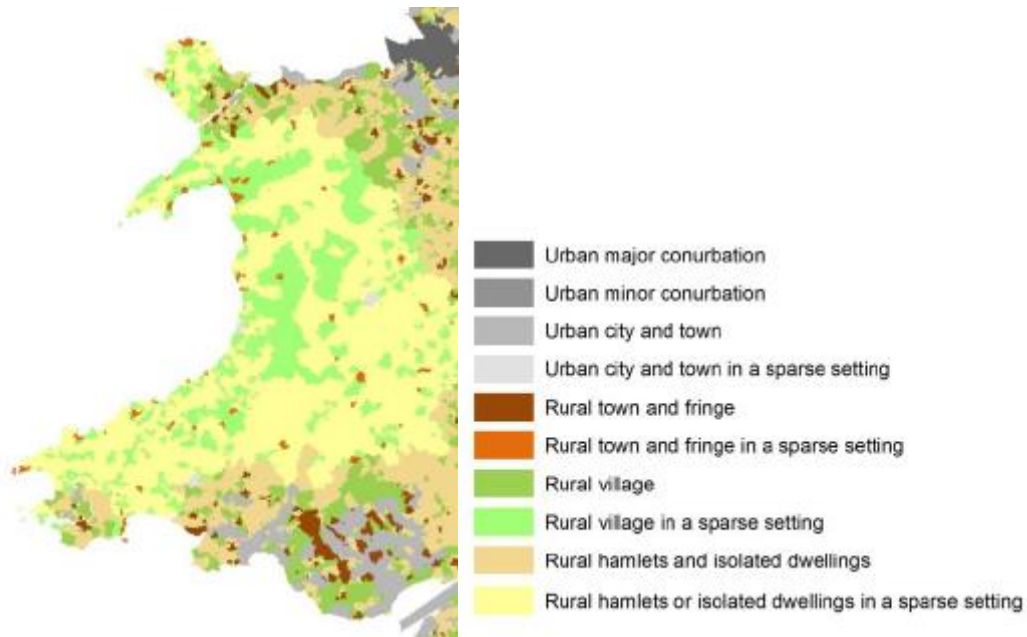 Urban major conurbation
Urban minor conurbation
Urban city and town
Urban city and town in a sparse setting
Rural town and fringe
Rural town and fringe in a sparse setting
Rural village
Rural village in a sparse setting
Rural hamlets and isolated dwellings
Rural hamlets or isolated dwellings in a sparse setting